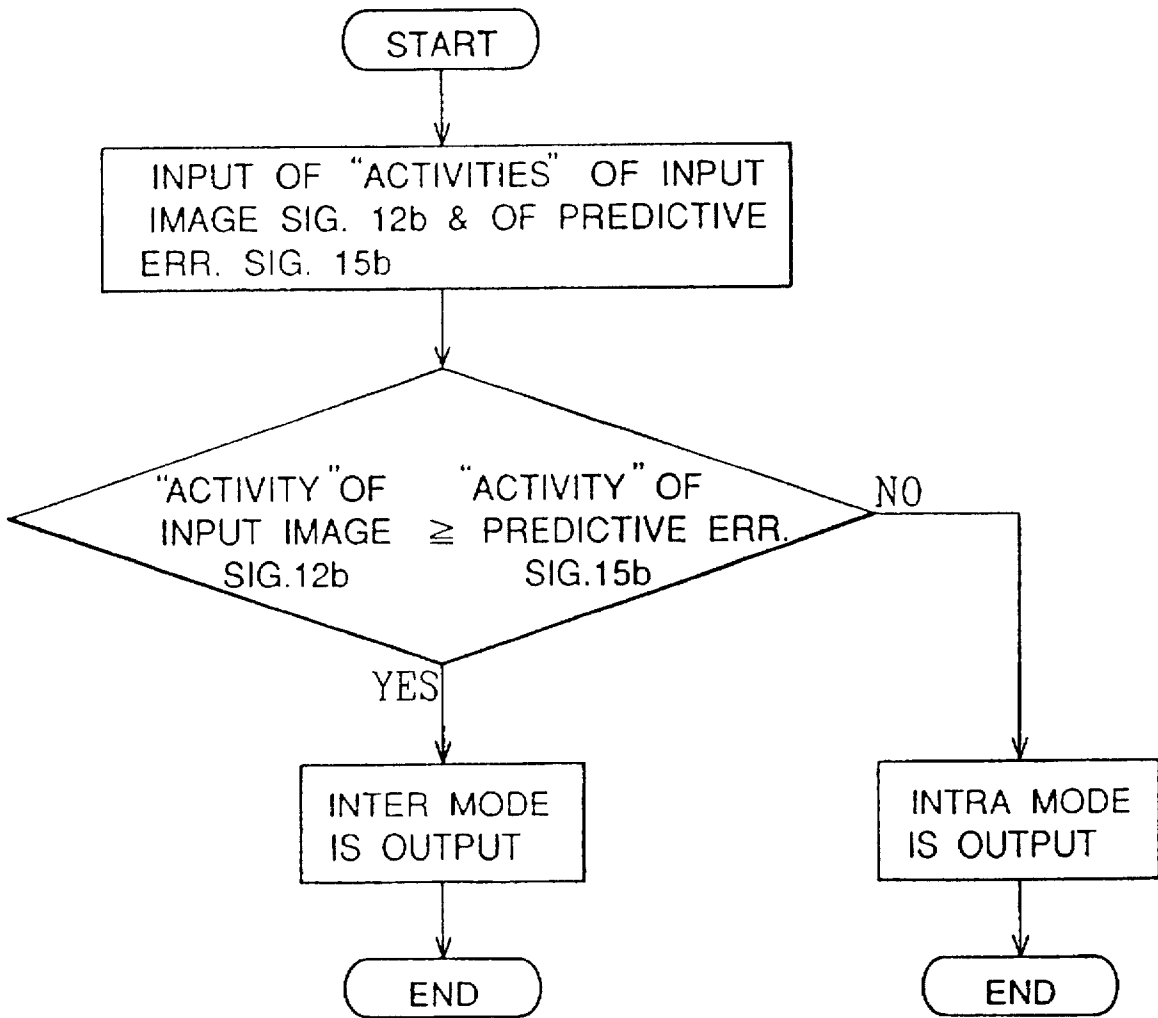 START
INPUT OF "ACTIVITIES" OF INPUT
IMAGE SIG. 12b & OF PREDICTIVE
ERR. SIG. 15b
"ACTIVITY" OF
INPUT IMAGE
SIG.12b
≧
"ACTIVITY" OF
PREDICTIVE ERR.
SIG.15b
NO
YES
INTER MODE
IS OUTPUT
INTRA MODE
IS OUTPUT
END
END